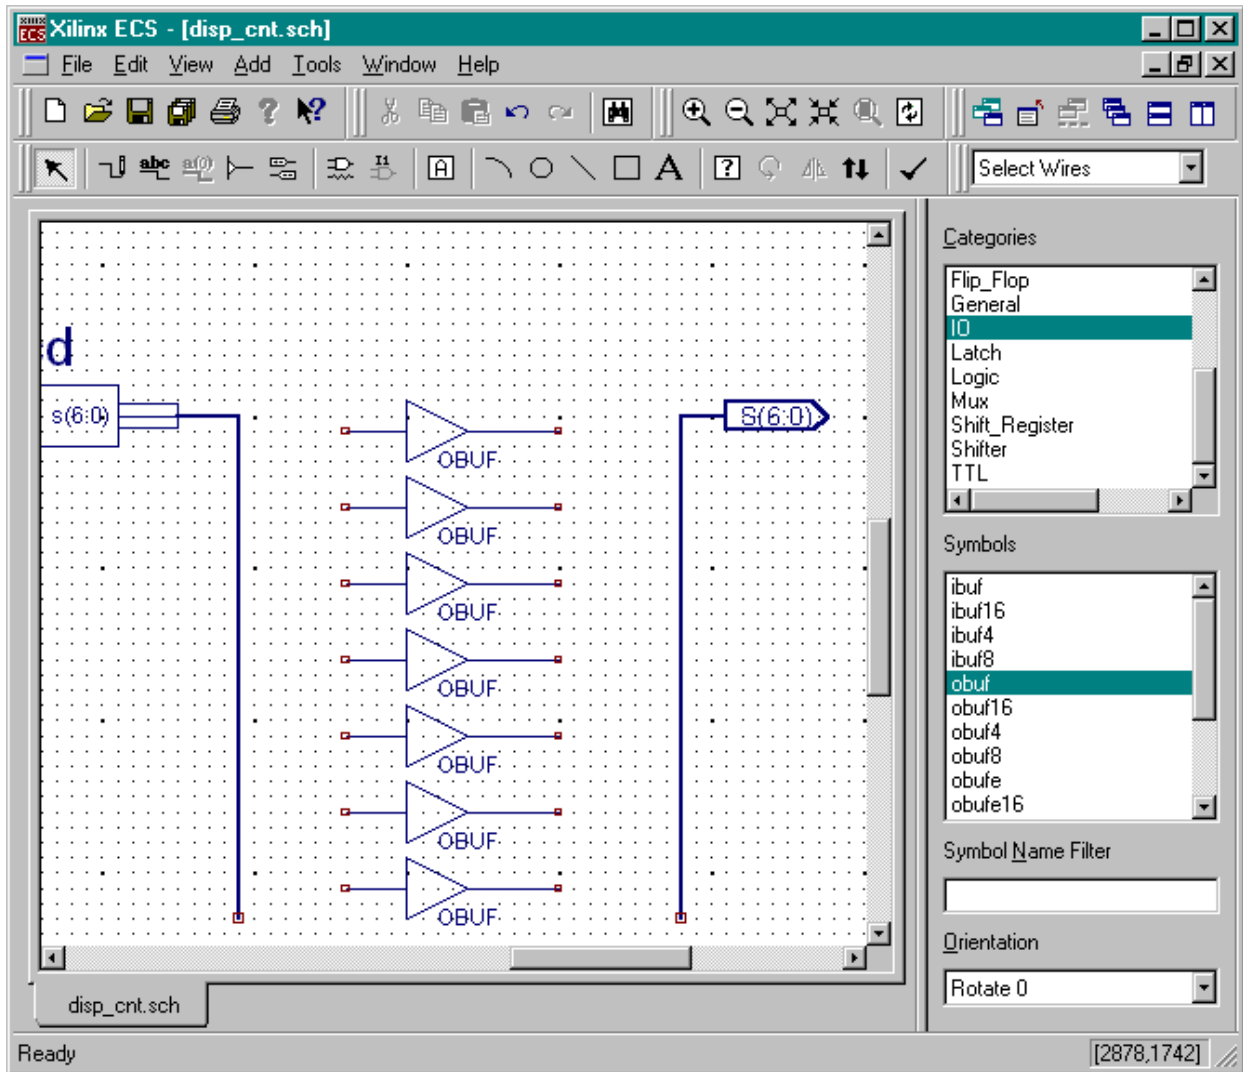 Xilinx ECS - [disp_cnt.sch]
File Edit View Add Tools Window Help
Select Wires
Categories
Flip_Flop
General
IO
Latch
Logic
Mux
Shift_Register
Shifter
TTL
Symbols
ibuf
ibuf16
ibuf4
ibuf8
obuf
obuf16
obuf4
obuf8
obufe
obufe16
Symbol Name Filter
Orientation
Rotate 0
d
s(6:0)
S(6:0)
OBUF
OBUF
OBUF
OBUF
OBUF
OBUF
OBUF
disp_cnt.sch
Ready
[2878,1742]